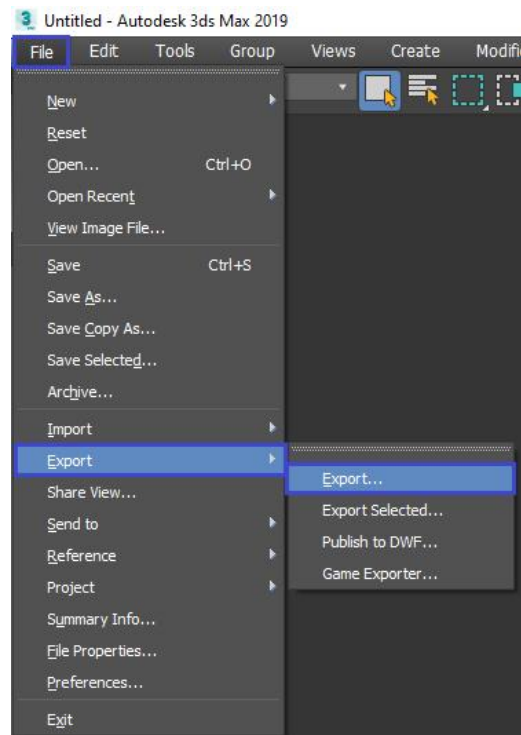 3 Untitled - Autodesk 3ds Max 2019
File Edit Tools Group Views Create Modifi
New
Reset
Open... Ctrl+O
Open Recent
View Image File...
Save Ctrl+S
Save As...
Save Copy As...
Save Selected...
Archive...
Import
Export
Export...
Share View...
Export Selected...
Send to
Publish to DWF...
Reference
Game Exporter...
Project
Summary Info...
File Properties...
Preferences...
Exit